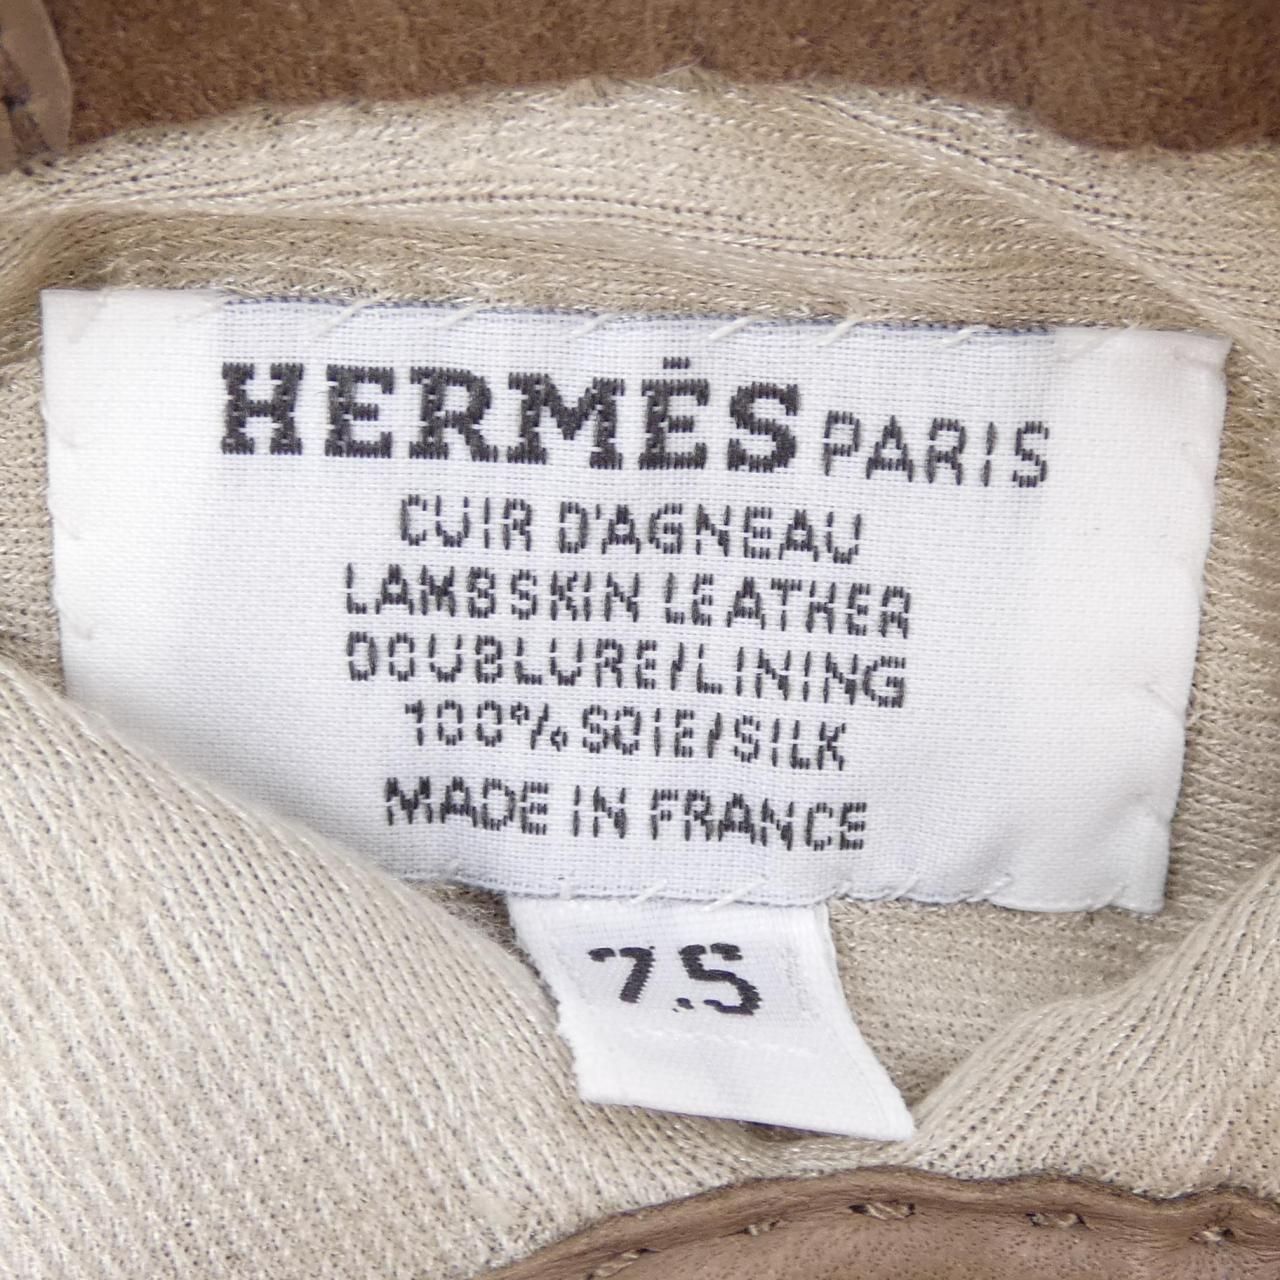 HERMÈS PARIS
CUIR D'AGNEAU
LAMBSKIN LEATHER
DOUBLURE/LINING
100% SOIE/SILK
MADE IN FRANCE
7.5